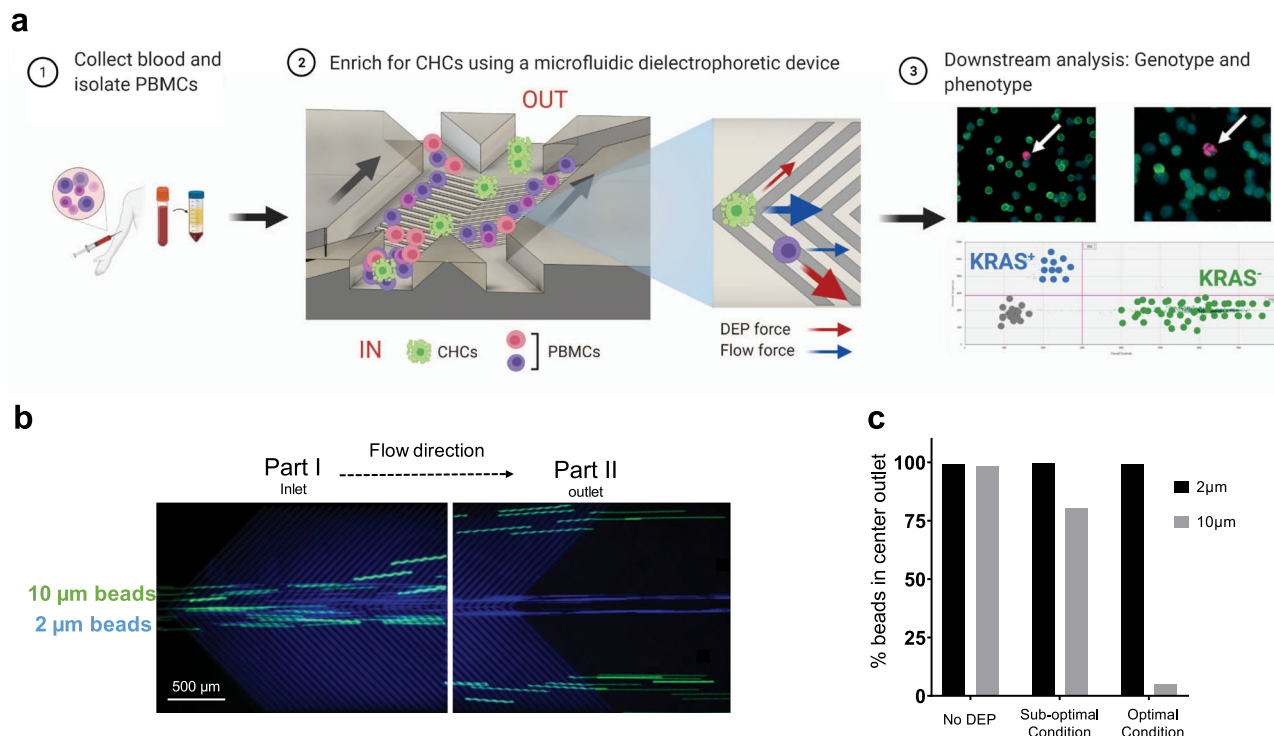 a
1
Collect blood and
isolate PBMCs
2
Enrich for CHCs using a microfluidic dielectrophoretic device
3
Downstream analysis: Genotype and
phenotype
OUT
IN
CHCs
PBMCs
DEP force
Flow force
KRAS+
KRAS-
b
Flow direction
Part I
Inlet
Part II
outlet
10 µm beads
2 µm beads
500 µm
c
% beads in center outlet
100
75
50
25
0
No DEP
Sub-optimal
Condition
Optimal
Condition
2µm
10µm